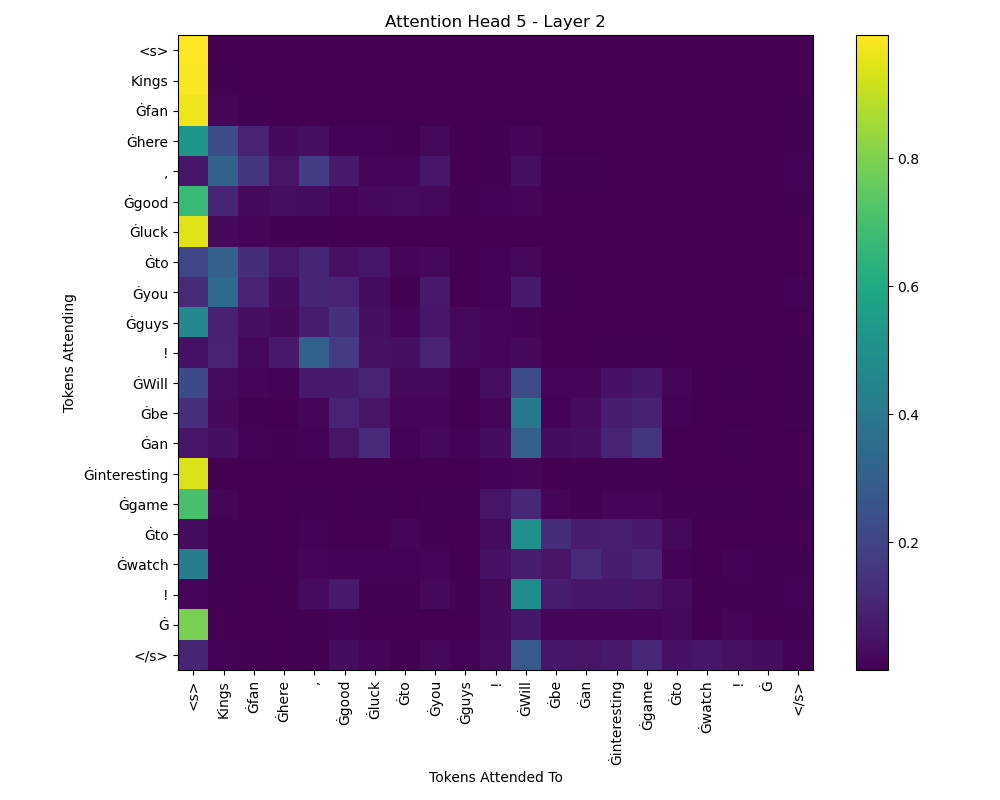 Attention Head 5 - Layer 2
<s>
Kings
Ġfan
Ġhere
,
Ġgood
Ġluck
Ġto
Ġyou
Ġguys
!
ĠWill
Ġbe
Ġan
Ġinteresting
Ġgame
Ġto
Ġwatch
!
Ġ
</s>
Tokens Attending
<s>
Kings
Ġfan
Ġhere
,
Ġgood
Ġluck
Ġto
Ġyou
Ġguys
!
ĠWill
Ġbe
Ġan
Ġinteresting
Ġgame
Ġto
Ġwatch
!
Ġ
</s>
Tokens Attended To
0.8
0.6
0.4
0.2